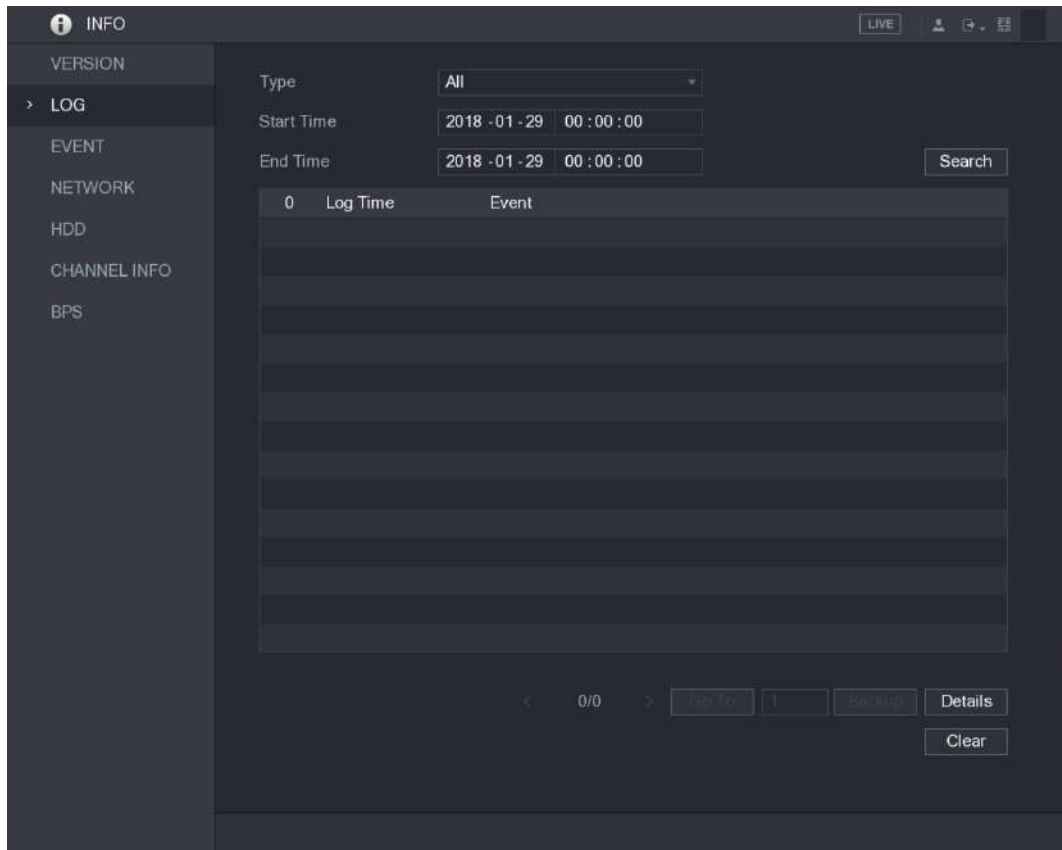 INFO LIVE
VERSION
LOG
EVENT
NETWORK
HDD
CHANNEL INFO
BPS
Type All
Start Time 2018 -01 -29 00 : 00 : 00
End Time 2018 -01 -29 00 : 00 : 00
Search
0 Log Time Event
< 0/0 > Go To 1 Backup Details
Clear